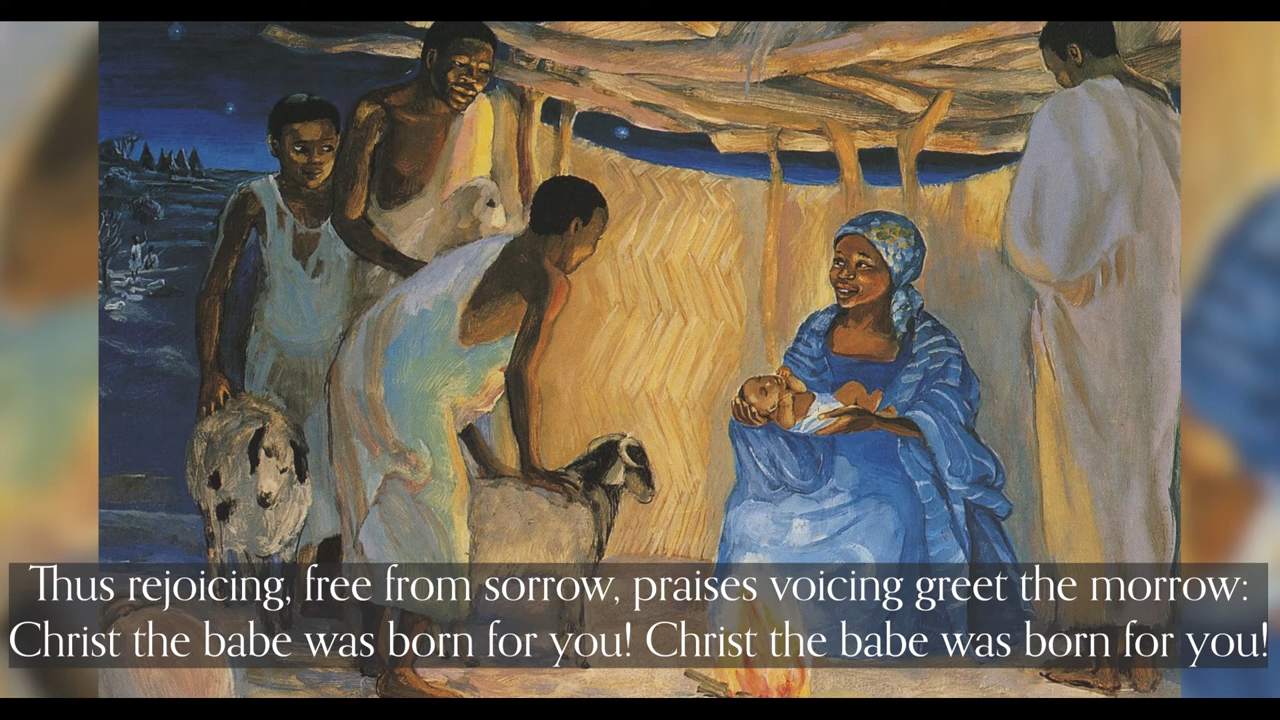 Thus rejoicing, free from sorrow, praises voicing greet the morrow:
Christ the babe was born for you! Christ the babe was born for you!